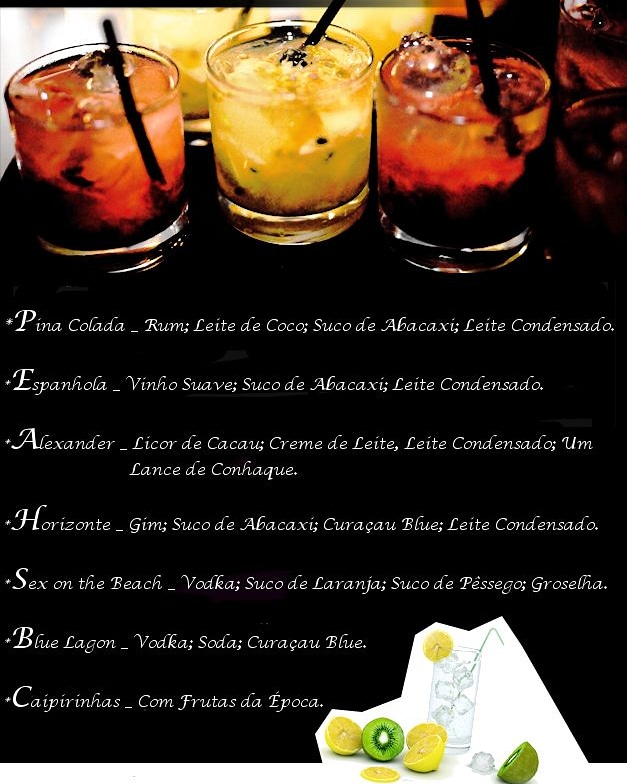 *Pina Colada _ Rum; Leite de Coco; Suco de Abacaxi; Leite Condensado.
*Espanhola _ Vinho Suave; Suco de Abacaxi; Leite Condensado.
*Alexander _ Licor de Cacau; Creme de Leite, Leite Condensado; Um
Lance de Conhaque.
*Horizonte _ Gim; Suco de Abacaxi; Curaçau Blue; Leite Condensado.
*Sex on the Beach _ Vodka; Suco de Laranja; Suco de Pêssego; Groselha.
*Blue Lagon _ Vodka; Soda; Curaçau Blue.
*Caipirinhas _ Com Frutas da Época.